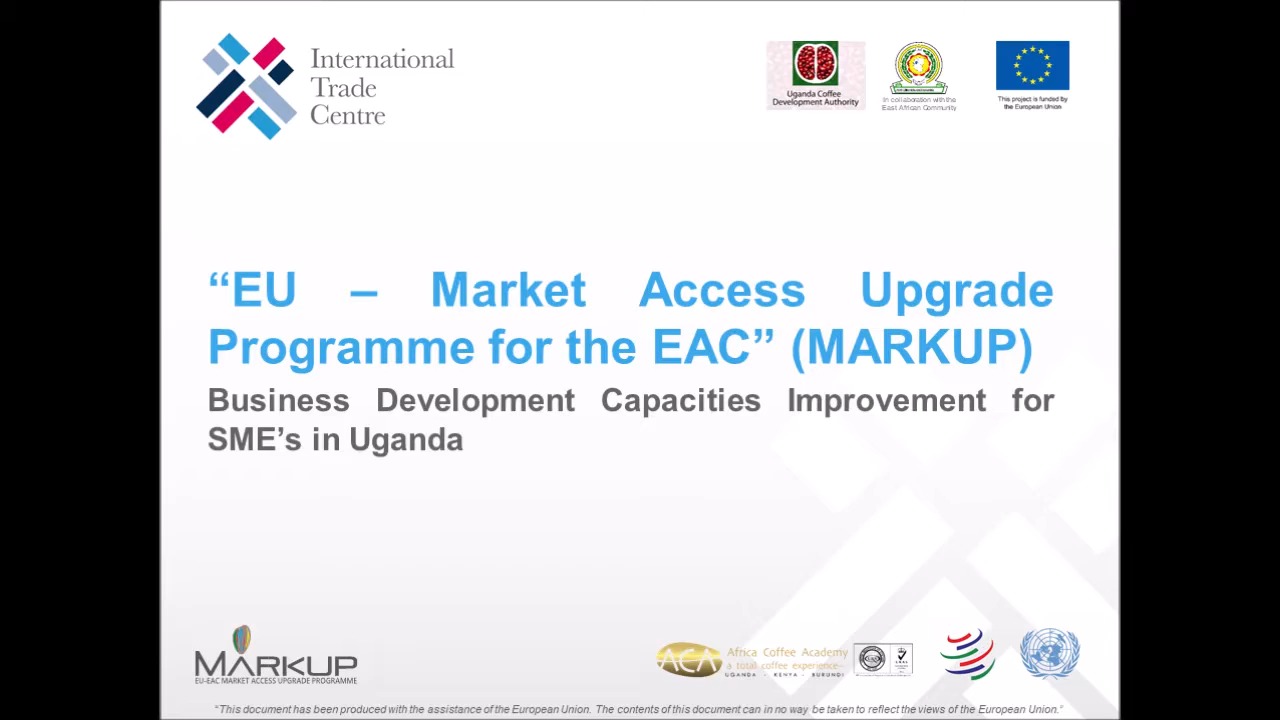 International
Trade
Centre
Uganda Coffee
Development Authority
In collaboration with the
East African Community
This project is funded by
the European Union
“EU – Market Access Upgrade
Programme for the EAC” (MARKUP)
Business Development Capacities Improvement for
SME’s in Uganda
MARKUP
EU-EAC MARKET ACCESS UPGRADE PROGRAMME
ACA
Africa Coffee Academy
a total coffee experience
UGANDA - KENYA - BURUNDI
“This document has been produced with the assistance of the European Union. The contents of this document can in no way be taken to reflect the views of the European Union.”